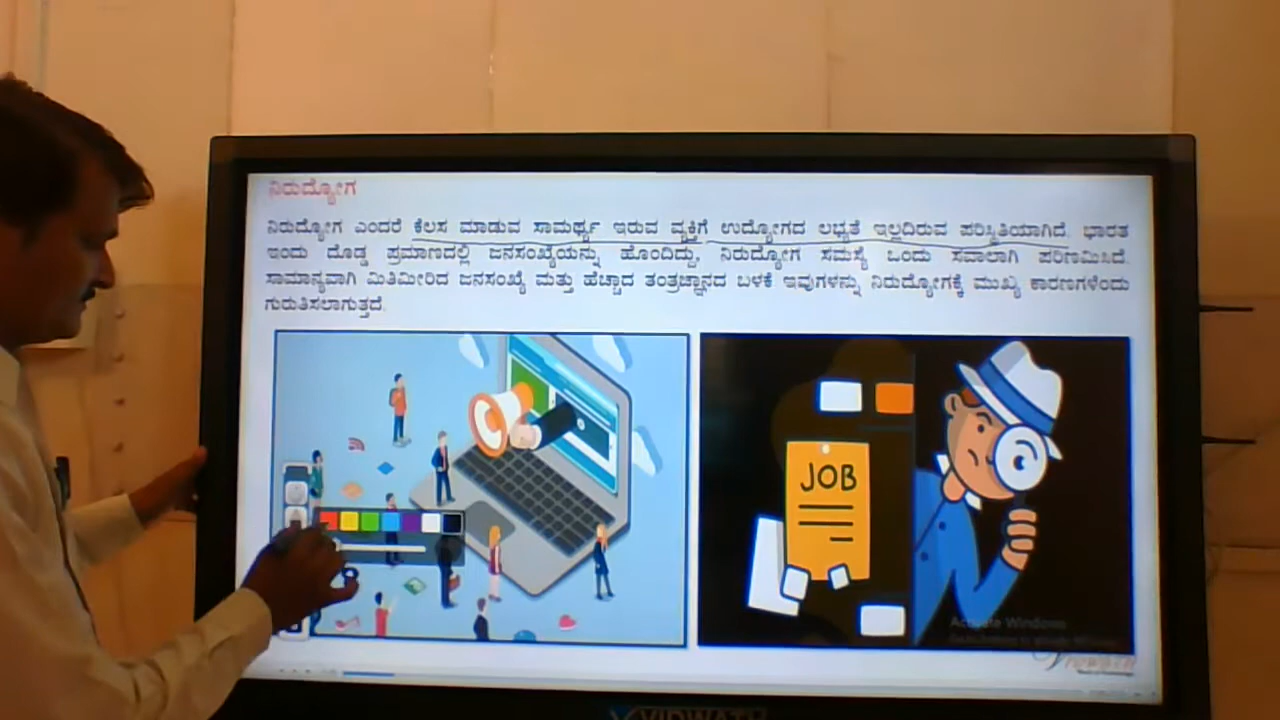 ನಿರುದ್ಯೋಗ
ನಿರುದ್ಯೋಗ ಎಂದರೆ ಕೆಲಸ ಮಾಡುವ ಸಾಮರ್ಥ್ಯ ಇರುವ ವ್ಯಕ್ತಿಗೆ ಉದ್ಯೋಗದ ಲಭ್ಯತೆ ಇಲ್ಲದಿರುವ ಪರಿಸ್ಥಿತಿಯಾಗಿದೆ. ಭಾರತ
ಇಂದು ದೊಡ್ಡ ಪ್ರಮಾಣದಲ್ಲಿ ಜನಸಂಖ್ಯೆಯನ್ನು ಹೊಂದಿದ್ದು, ನಿರುದ್ಯೋಗ ಸಮಸ್ಯೆ ಒಂದು ಸವಾಲಾಗಿ ಪರಿಣಮಿಸಿದೆ.
ಸಾಮಾನ್ಯವಾಗಿ ಮಿತಿಮೀರಿದ ಜನಸಂಖ್ಯೆ ಮತ್ತು ಹೆಚ್ಚಾದ ತಂತ್ರಜ್ಞಾನದ ಬಳಕೆ ಇವುಗಳನ್ನು ನಿರುದ್ಯೋಗಕ್ಕೆ ಮುಖ್ಯ ಕಾರಣಗಳೆಂದು
ಗುರುತಿಸಲಾಗುತ್ತದೆ.
JOB
Activate Windows
Vidwath
VIDWATH